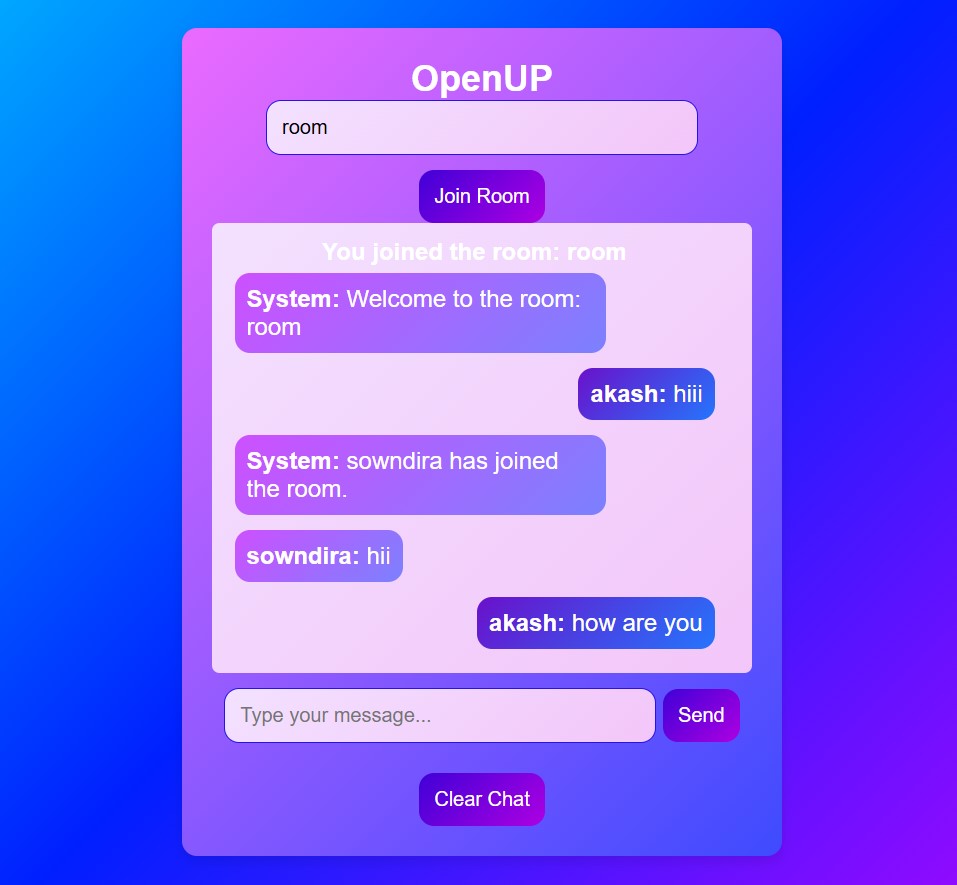 OpenUP
room
Join Room
You joined the room: room
System: Welcome to the room:
room
akash: hiii
System: sowndira has joined
the room.
sowndira: hii
akash: how are you
Type your message...
Send
Clear Chat